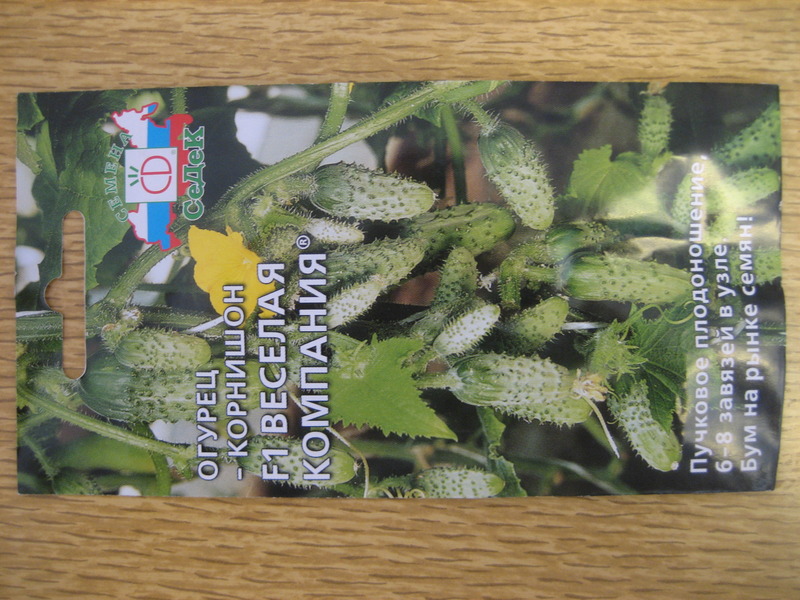 СЕМЕНА
СеДеК
ОГУРЕЦ
-КОРНИШОН
F1 ВЕСЕЛАЯ
КОМПАНИЯ®
Пучковое плодоношение,
6–8 завязей в узле.
Бум на рынке семян!